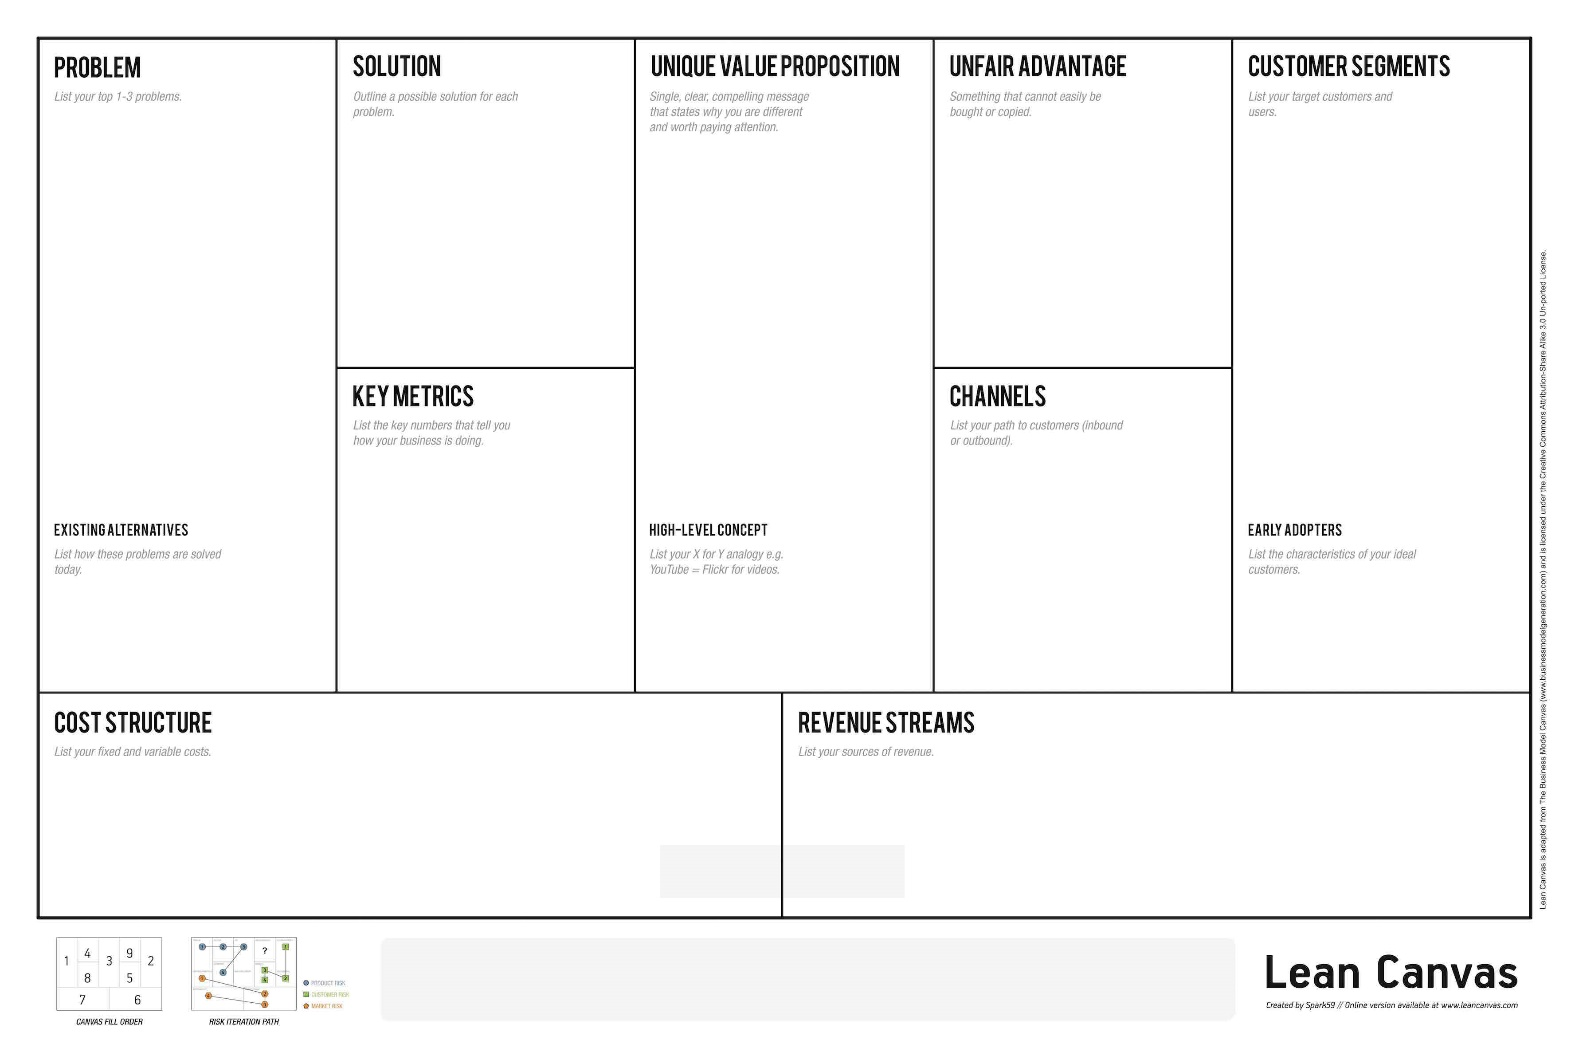 PROBLEM
List your top 1-3 problems.
EXISTING ALTERNATIVES
List how these problems are solved
today.
SOLUTION
Outline a possible solution for each
problem.
KEY METRICS
List the key numbers that tell you
how your business is doing.
UNIQUE VALUE PROPOSITION
Single, clear, compelling message
that states why you are different
and worth paying attention.
HIGH-LEVEL CONCEPT
List your X for Y analogy e.g.
YouTube = Flickr for videos.
UNFAIR ADVANTAGE
Something that cannot easily be
bought or copied.
CHANNELS
List your path to customers (inbound
or outbound).
CUSTOMER SEGMENTS
List your target customers and
users.
EARLY ADOPTERS
List the characteristics of your ideal
customers.
COST STRUCTURE
List your fixed and variable costs.
REVENUE STREAMS
List your sources of revenue.
Lean Canvas is adapted from The Business Model Canvas (www.businessmodelgeneration.com) and is licensed under the Creative Commons Attribution-Share Alike 3.0 Un-ported License.
1 4 3 9 2
8 5
7 6
CANVAS FILL ORDER
?
RISK ITERATION PATH
PRODUCT RISK
CUSTOMER RISK
MARKET RISK
Lean Canvas
Created by Spark59 // Online version available at www.leancanvas.com